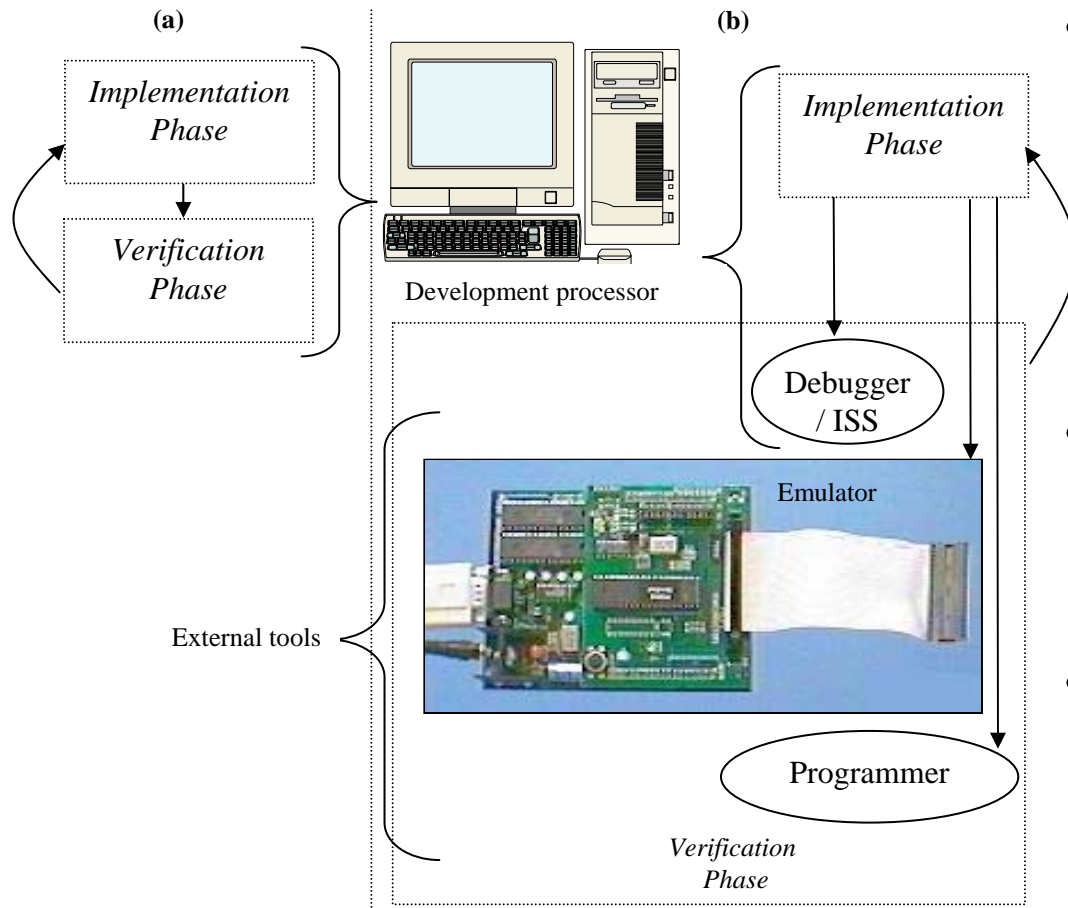 (a)
Implementation
Phase
Verification
Phase
(b)
Development processor
Implementation
Phase
Debugger
/ ISS
Emulator
External tools
Programmer
Verification
Phase